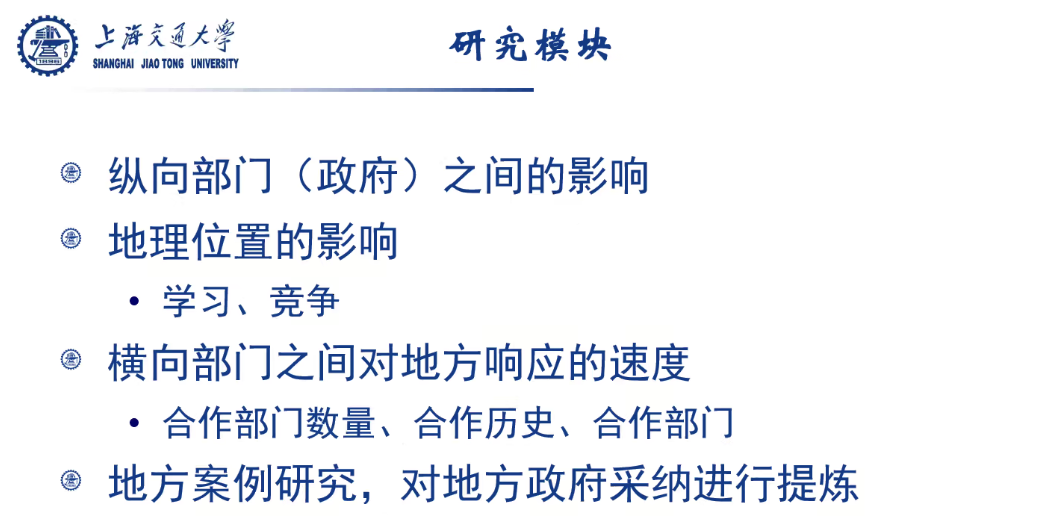 上海交通大学
SHANGHAI JIAO TONG UNIVERSITY
研究模块
纵向部门（政府）之间的影响
地理位置的影响
• 学习、竞争
横向部门之间对地方响应的速度
• 合作部门数量、合作历史、合作部门
地方案例研究，对地方政府采纳进行提炼